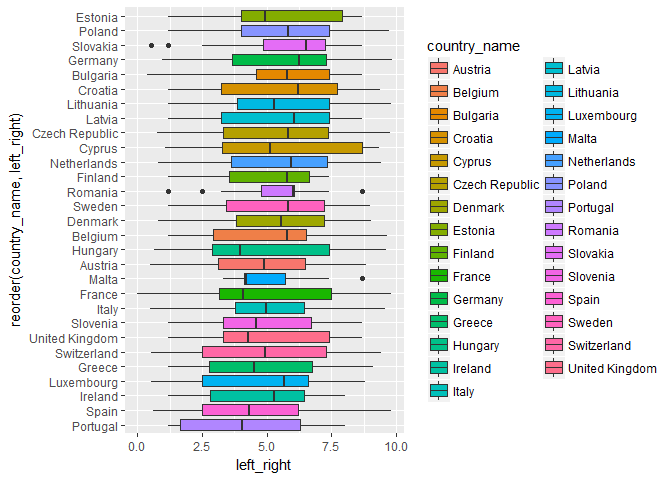 reorder(country_name, left_right)
Estonia
Poland
Slovakia
Germany
Bulgaria
Croatia
Lithuania
Latvia
Czech Republic
Cyprus
Netherlands
Finland
Romania
Sweden
Denmark
Belgium
Hungary
Austria
Malta
France
Italy
Slovenia
United Kingdom
Switzerland
Greece
Luxembourg
Ireland
Spain
Portugal
0.0 2.5 5.0 7.5 10.0
left_right
country_name
Austria
Belgium
Bulgaria
Croatia
Cyprus
Czech Republic
Denmark
Estonia
Finland
France
Germany
Greece
Hungary
Ireland
Italy
Latvia
Lithuania
Luxembourg
Malta
Netherlands
Poland
Portugal
Romania
Slovakia
Slovenia
Spain
Sweden
Switzerland
United Kingdom